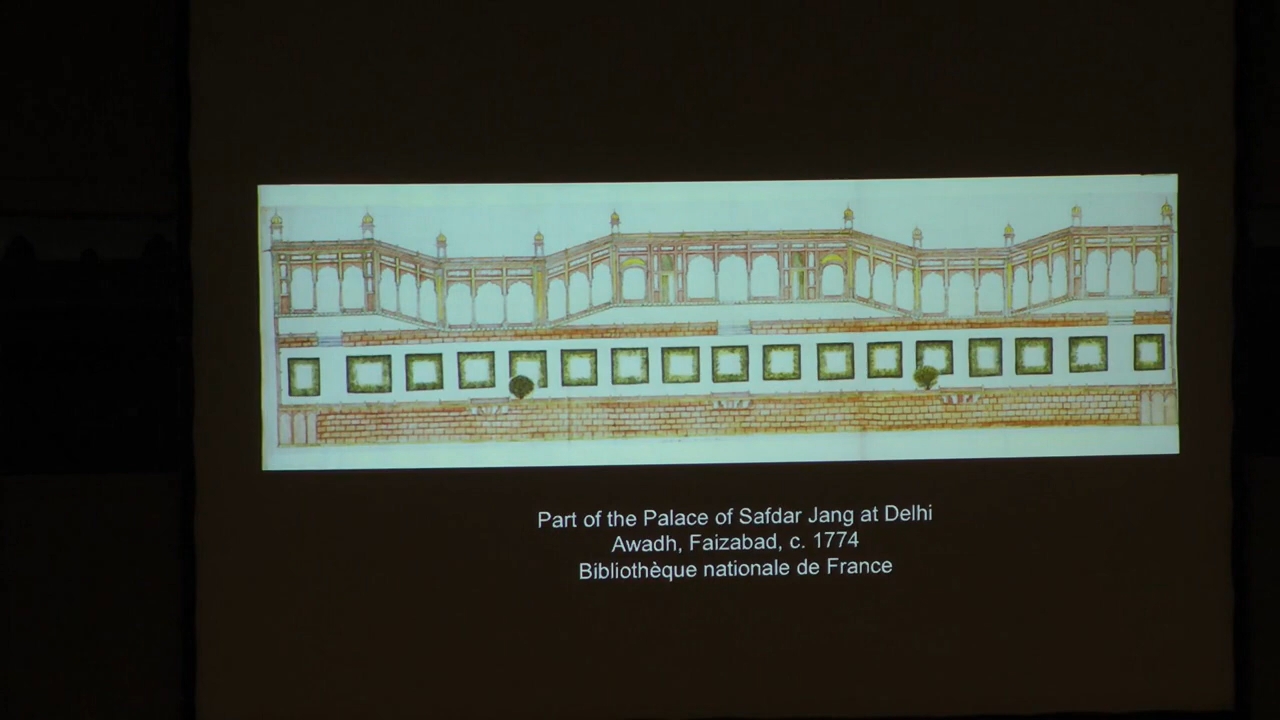 Part of the Palace of Safdar Jang at Delhi
Awadh, Faizabad, c. 1774
Bibliothèque nationale de France